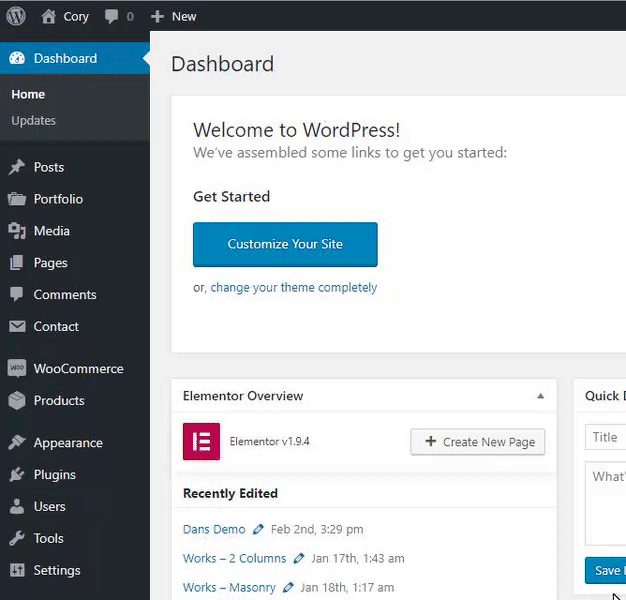 Cory 0 New
Dashboard
Home
Updates
Posts
Portfolio
Media
Pages
Comments
Contact
WOO WooCommerce
Products
Appearance
Plugins
Users
Tools
Settings
Dashboard
Welcome to WordPress!
We've assembled some links to get you started:
Get Started
Customize Your Site
or, change your theme completely
Elementor Overview
Elementor v1.9.4
Create New Page
Recently Edited
Dans Demo Feb 2nd, 3:29 pm
Works – 2 Columns Jan 17th, 1:43 am
Works – Masonry Jan 18th, 1:17 am
Quick D
Title
What'
Save